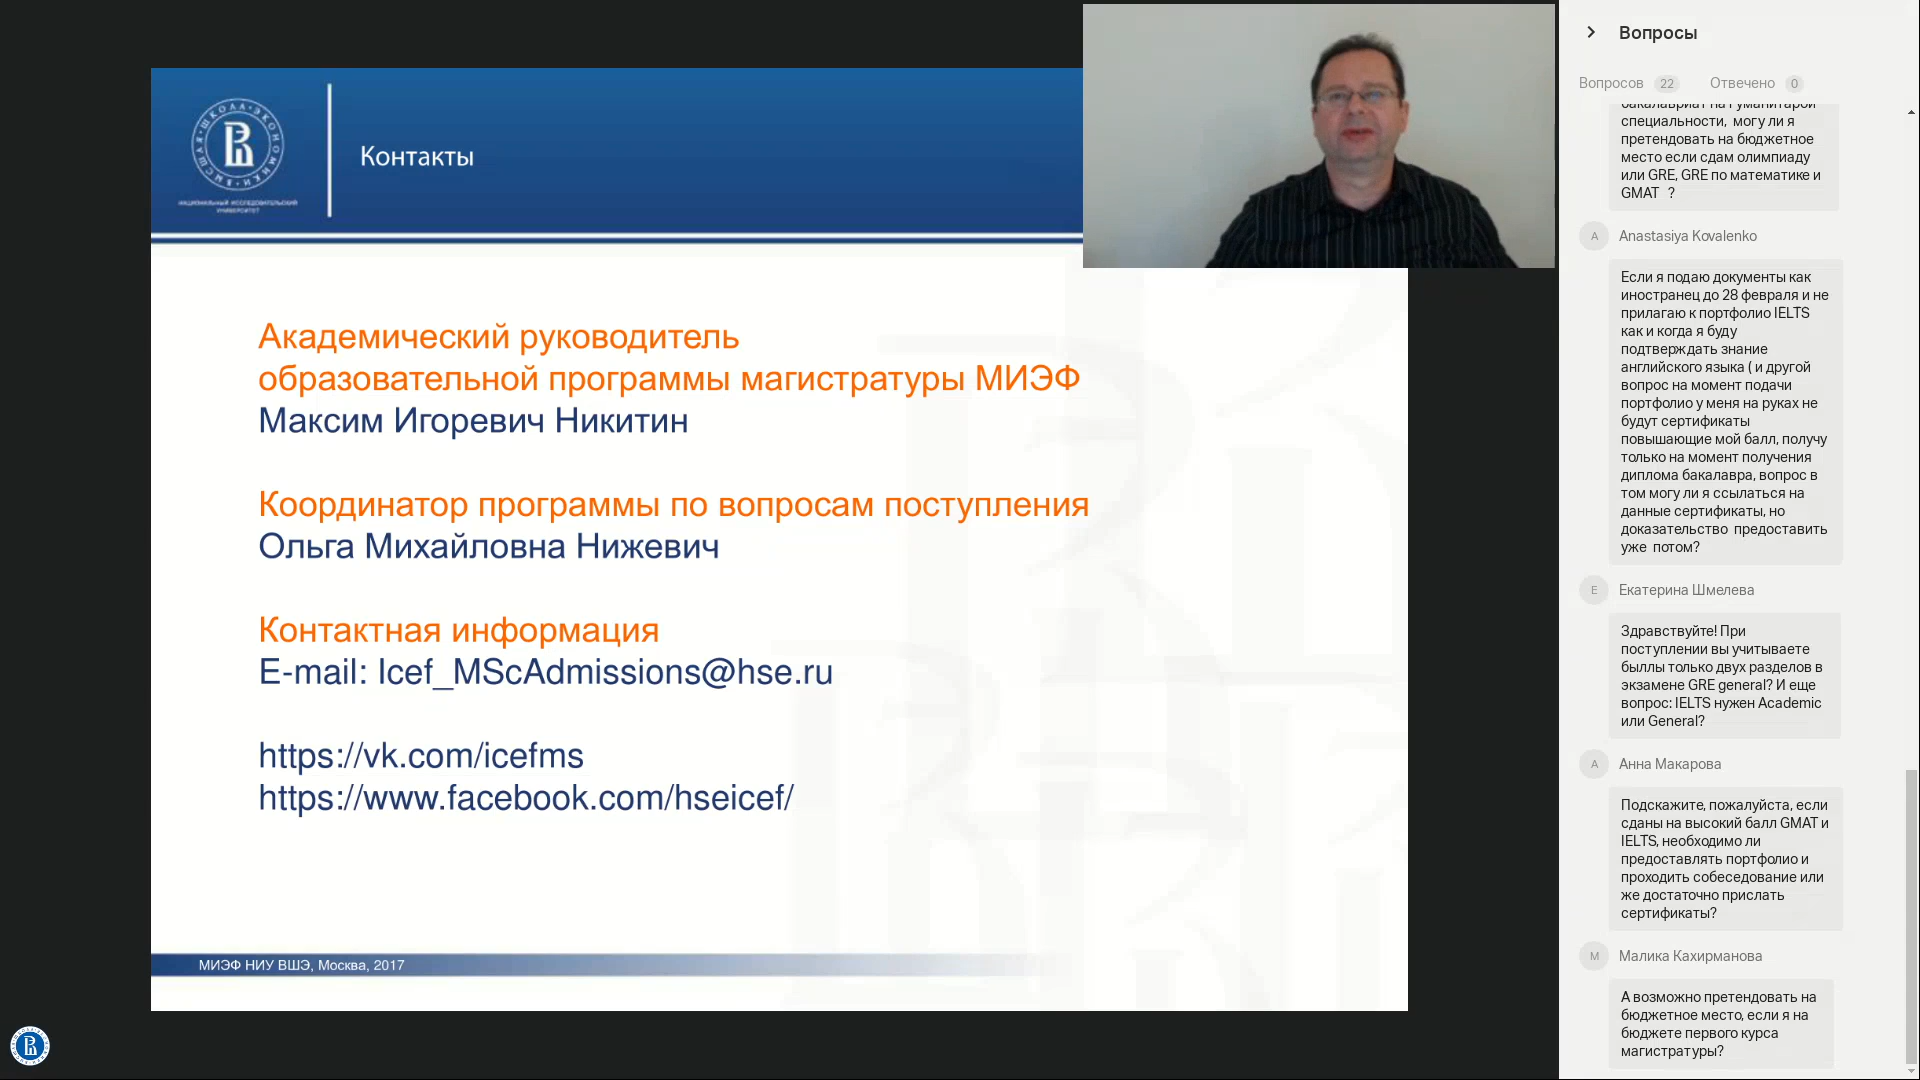 ВЫСШАЯ ШКОЛА ЭКОНОМИКИ
НАЦИОНАЛЬНЫЙ ИССЛЕДОВАТЕЛЬСКИЙ
УНИВЕРСИТЕТ
Контакты
Академический руководитель
образовательной программы магистратуры МИЭФ
Максим Игоревич Никитин
Координатор программы по вопросам поступления
Ольга Михайловна Нижевич
Контактная информация
E-mail: Icef_MScAdmissions@hse.ru
https://vk.com/icefms
https://www.facebook.com/hseicef/
МИЭФ НИУ ВШЭ, Москва, 2017
Вопросы
Вопросов 22 Отвечено 0
бакалавриат на гуманитарой
специальности, могу ли я
претендовать на бюджетное
место если сдам олимпиаду
или GRE, GRE по математике и
GMAT ?
A Anastasiya Kovalenko
Если я подаю документы как
иностранец до 28 февраля и не
прилагаю к портфолио IELTS
как и когда я буду
подтверждать знание
английского языка ( и другой
вопрос на момент подачи
портфолио у меня на руках не
будут сертификаты
повышающие мой балл, получу
только на момент получения
диплома бакалавра, вопрос в
том могу ли я ссылаться на
данные сертификаты, но
доказательство предоставить
уже потом?
Е Екатерина Шмелева
Здравствуйте! При
поступлении вы учитываете
быллы только двух разделов в
экзамене GRE general? И еще
вопрос: IELTS нужен Academic
или General?
А Анна Макарова
Подскажите, пожалуйста, если
сданы на высокий балл GMAT и
IELTS, необходимо ли
предоставлять портфолио и
проходить собеседование или
же достаточно прислать
сертификаты?
М Малика Кахирманова
А возможно претендовать на
бюджетное место, если я на
бюджете первого курса
магистратуры?